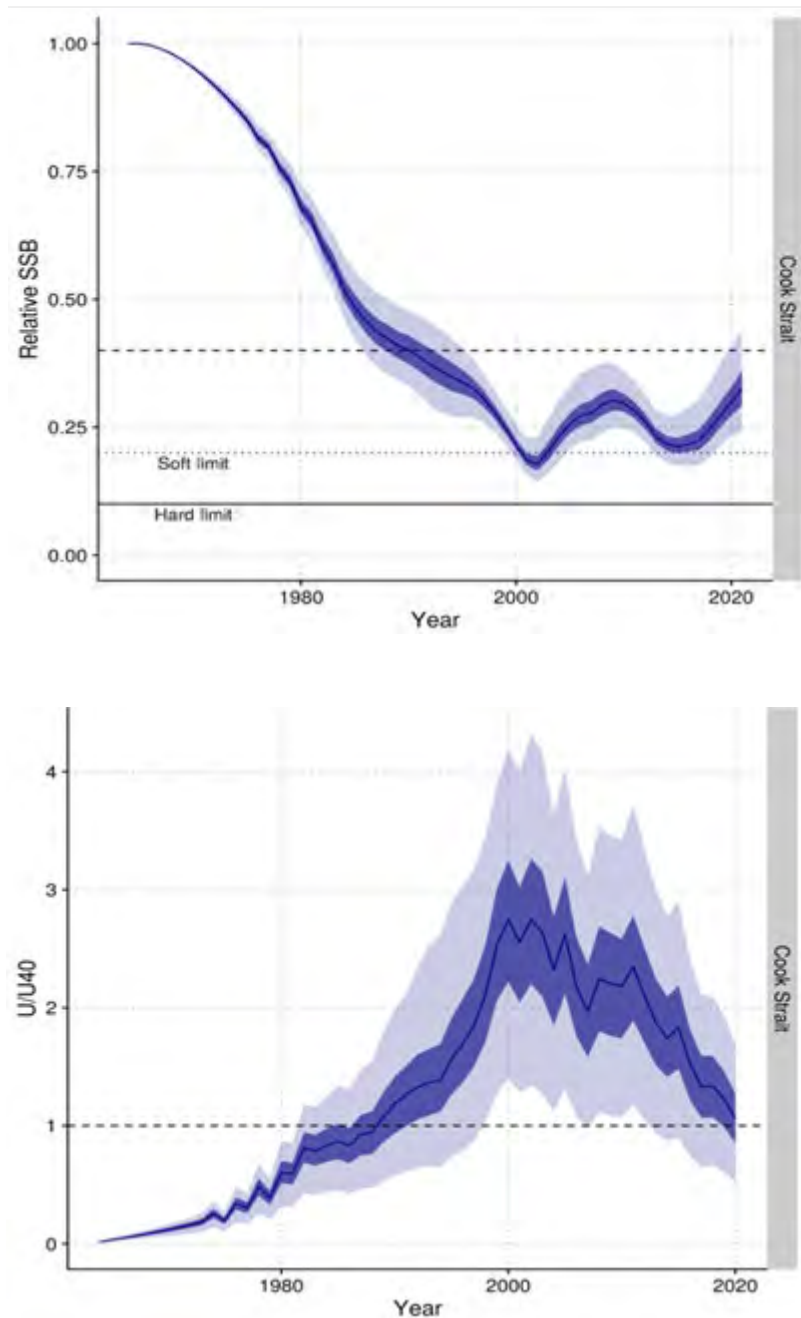 1.00
0.75
0.50
0.25
0.00
Relative SSB
Soft limit
Hard limit
Cook Strait
1980
2000
2020
Year
4
3
2
1
0
U/U40
Cook Strait
1980
2000
2020
Year